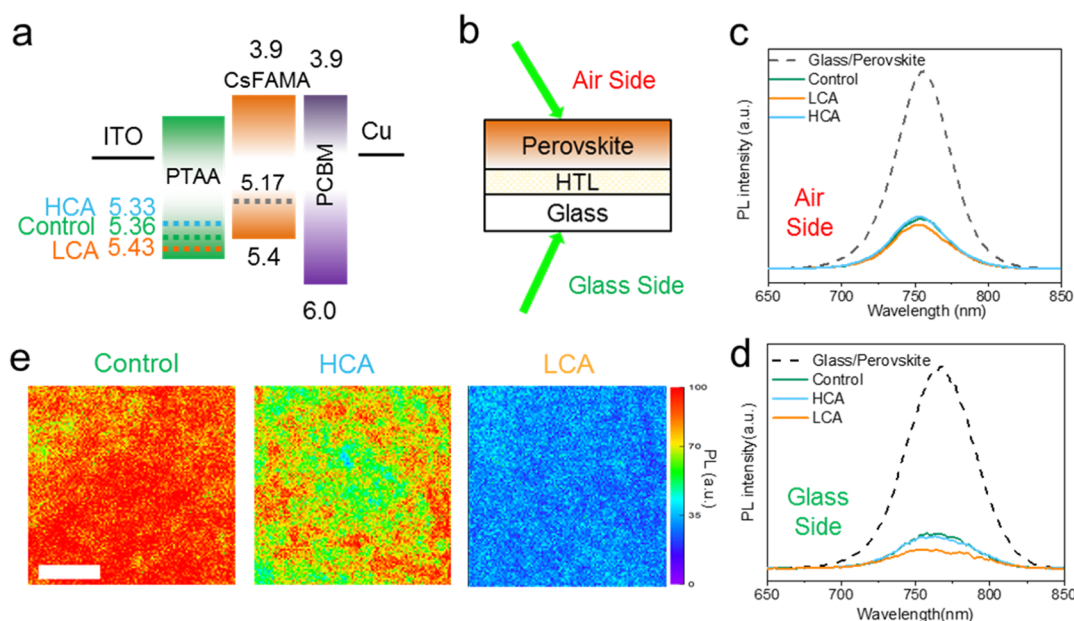 a
3.9
3.9
CsFAMA
ITO
Cu
PTAA
PCBM
5.17
HCA 5.33
Control 5.36
LCA 5.43
5.4
6.0
b
Air Side
Perovskite
HTL
Glass
Glass Side
c
Glass/Perovskite
Control
LCA
HCA
PL intensity (a.u.)
Air
Side
650 700 750 800 850
Wavelength (nm)
e
Control
HCA
LCA
100
70
30
0
PL (a.u.)
d
Glass/Perovskite
Control
HCA
LCA
PL intensity(a.u.)
Glass
Side
650 700 750 800 850
Wavelength(nm)